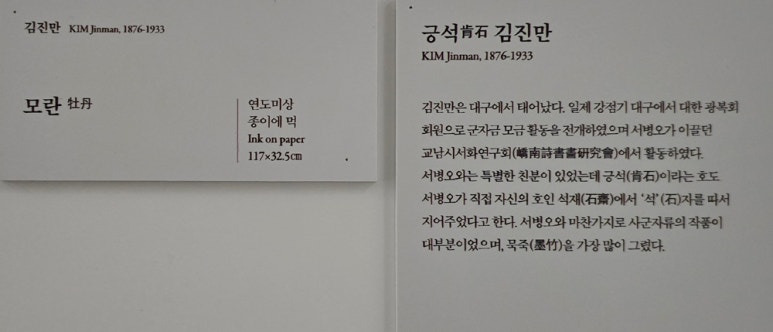 김진만 KIM Jinman, 1876-1933
모란 牡丹
연도미상
종이에 먹
Ink on paper
117×32.5㎝
긍석肯石 김진만
KIM Jinman, 1876-1933
김진만은 대구에서 태어났다. 일제 강점기 대구에서 대한 광복회
회원으로 군자금 모금 활동을 전개하였으며 서병오가 이끌던
교남시서화연구회(嶠南詩書畵硏究會)에서 활동하였다.
서병오와는 특별한 친분이 있었는데 긍석(肯石)이라는 호도
서병오가 직접 자신의 호인 석재(石齋)에서 ‘석’(石)자를 따서
지어주었다고 한다. 서병오와 마찬가지로 사군자류의 작품이
대부분이었으며, 묵죽(墨竹)을 가장 많이 그렸다.